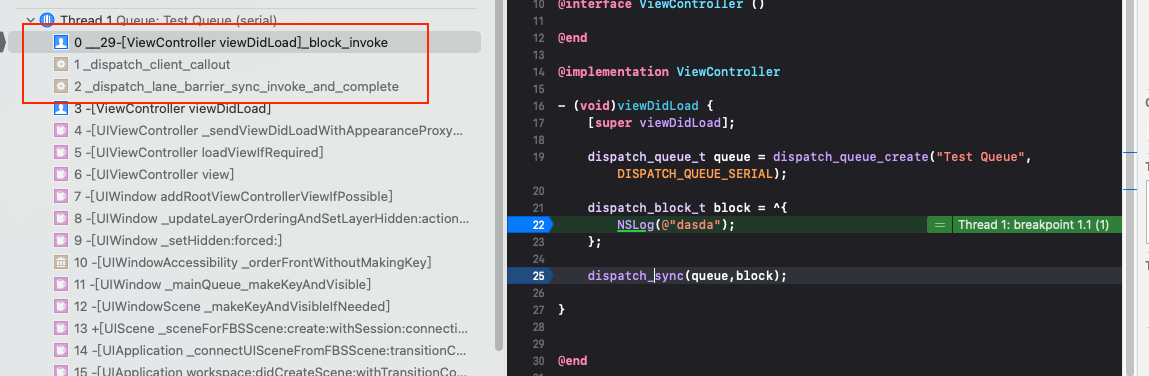 Thread 1 Queue: Test Queue (serial)
0 __29-[ViewController viewDidLoad]_block_invoke
1 _dispatch_client_callout
2 _dispatch_lane_barrier_sync_invoke_and_complete
3 -[ViewController viewDidLoad]
4 -[UIViewController _sendViewDidLoadWithAppearanceProxy...
5 -[UIViewController loadViewIfRequired]
6 -[UIViewController view]
7 -[UIWindow addRootViewControllerViewIfPossible]
8 -[UIWindow _updateLayerOrderingAndSetLayerHidden:action...
9 -[UIWindow _setHidden:forced:]
10 -[UIWindowAccessibility _orderFrontWithoutMakingKey]
11 -[UIWindow _mainQueue_makeKeyAndVisible]
12 -[UIWindowScene _makeKeyAndVisibleIfNeeded]
13 +[UIScene _sceneForFBSScene:create:withSession:connecti...
14 -[UIApplication _connectUISceneFromFBSScene:transitionC...
15 -[UIApplication workspace:didCreateScene:withTransitionCo...
10 @interface ViewController ()
11
12 @end
13
14 @implementation ViewController
15
16 - (void)viewDidLoad {
17 [super viewDidLoad];
18
19 dispatch_queue_t queue = dispatch_queue_create("Test Queue",
DISPATCH_QUEUE_SERIAL);
20
21 dispatch_block_t block = ^{
22 NSLog(@"dasda"); = Thread 1: breakpoint 1.1 (1)
23 };
24
25 dispatch_sync(queue,block);
26
27 }
28
29
30 @end